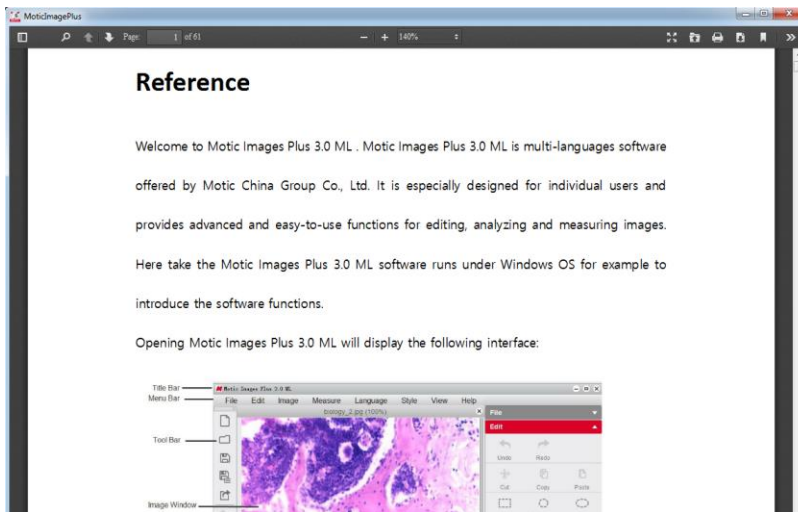 MoticImagePlus
Page: 1 of 61 140%
Reference
Welcome to Motic Images Plus 3.0 ML . Motic Images Plus 3.0 ML is multi-languages software
offered by Motic China Group Co., Ltd. It is especially designed for individual users and
provides advanced and easy-to-use functions for editing, analyzing and measuring images.
Here take the Motic Images Plus 3.0 ML software runs under Windows OS for example to
introduce the software functions.
Opening Motic Images Plus 3.0 ML will display the following interface:
Title Bar
Motic Images Plus 3.0 ML
Menu Bar
File Edit Image Measure Language Style View Help
biology_2.jpg (100%)
File
Edit
Tool Bar
Undo Redo
Cut Copy Paste
Image Window